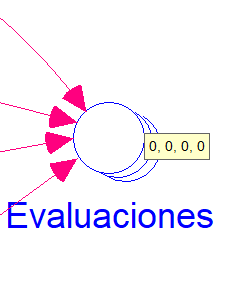 0, 0, 0, 0
Evaluaciones